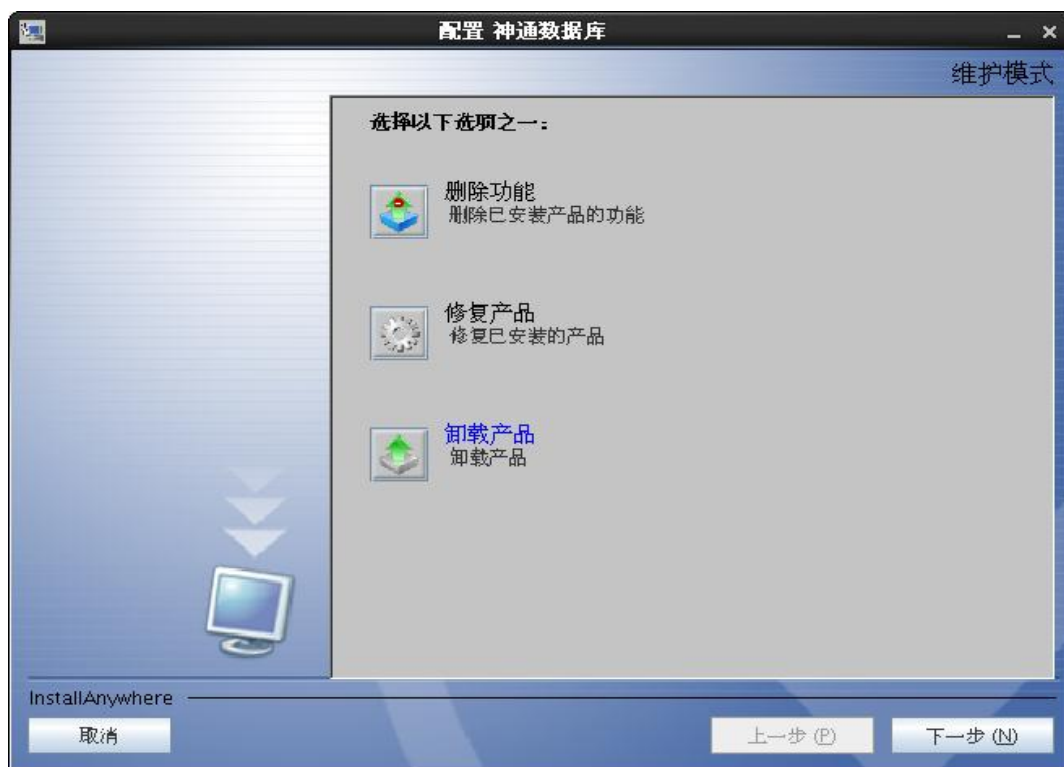 配置 神通数据库
维护模式
选择以下选项之一：
删除功能
删除已安装产品的功能
修复产品
修复已安装的产品
卸载产品
卸载产品
InstallAnywhere
取消
上一步 (P)
下一步 (N)